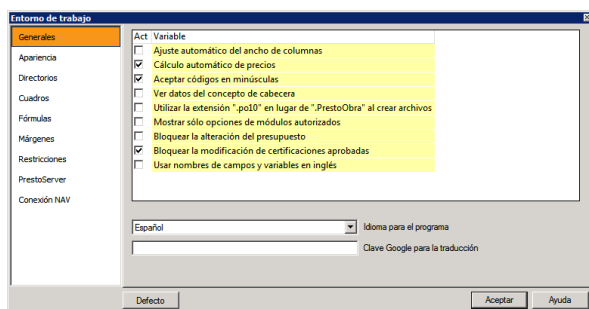 Entorno de trabajo
Generales
Apariencia
Directorios
Cuadros
Fórmulas
Márgenes
Restricciones
PrestoServer
Conexión NAV
Act Variable
Ajuste automático del ancho de columnas
Cálculo automático de precios
Aceptar códigos en minúsculas
Ver datos del concepto de cabecera
Utilizar la extensión ".po10" en lugar de ".PrestoObra" al crear archivos
Mostrar sólo opciones de módulos autorizados
Bloquear la alteración del presupuesto
Bloquear la modificación de certificaciones aprobadas
Usar nombres de campos y variables en inglés
Español Idioma para el programa
Clave Google para la traducción
Defecto Aceptar Ayuda